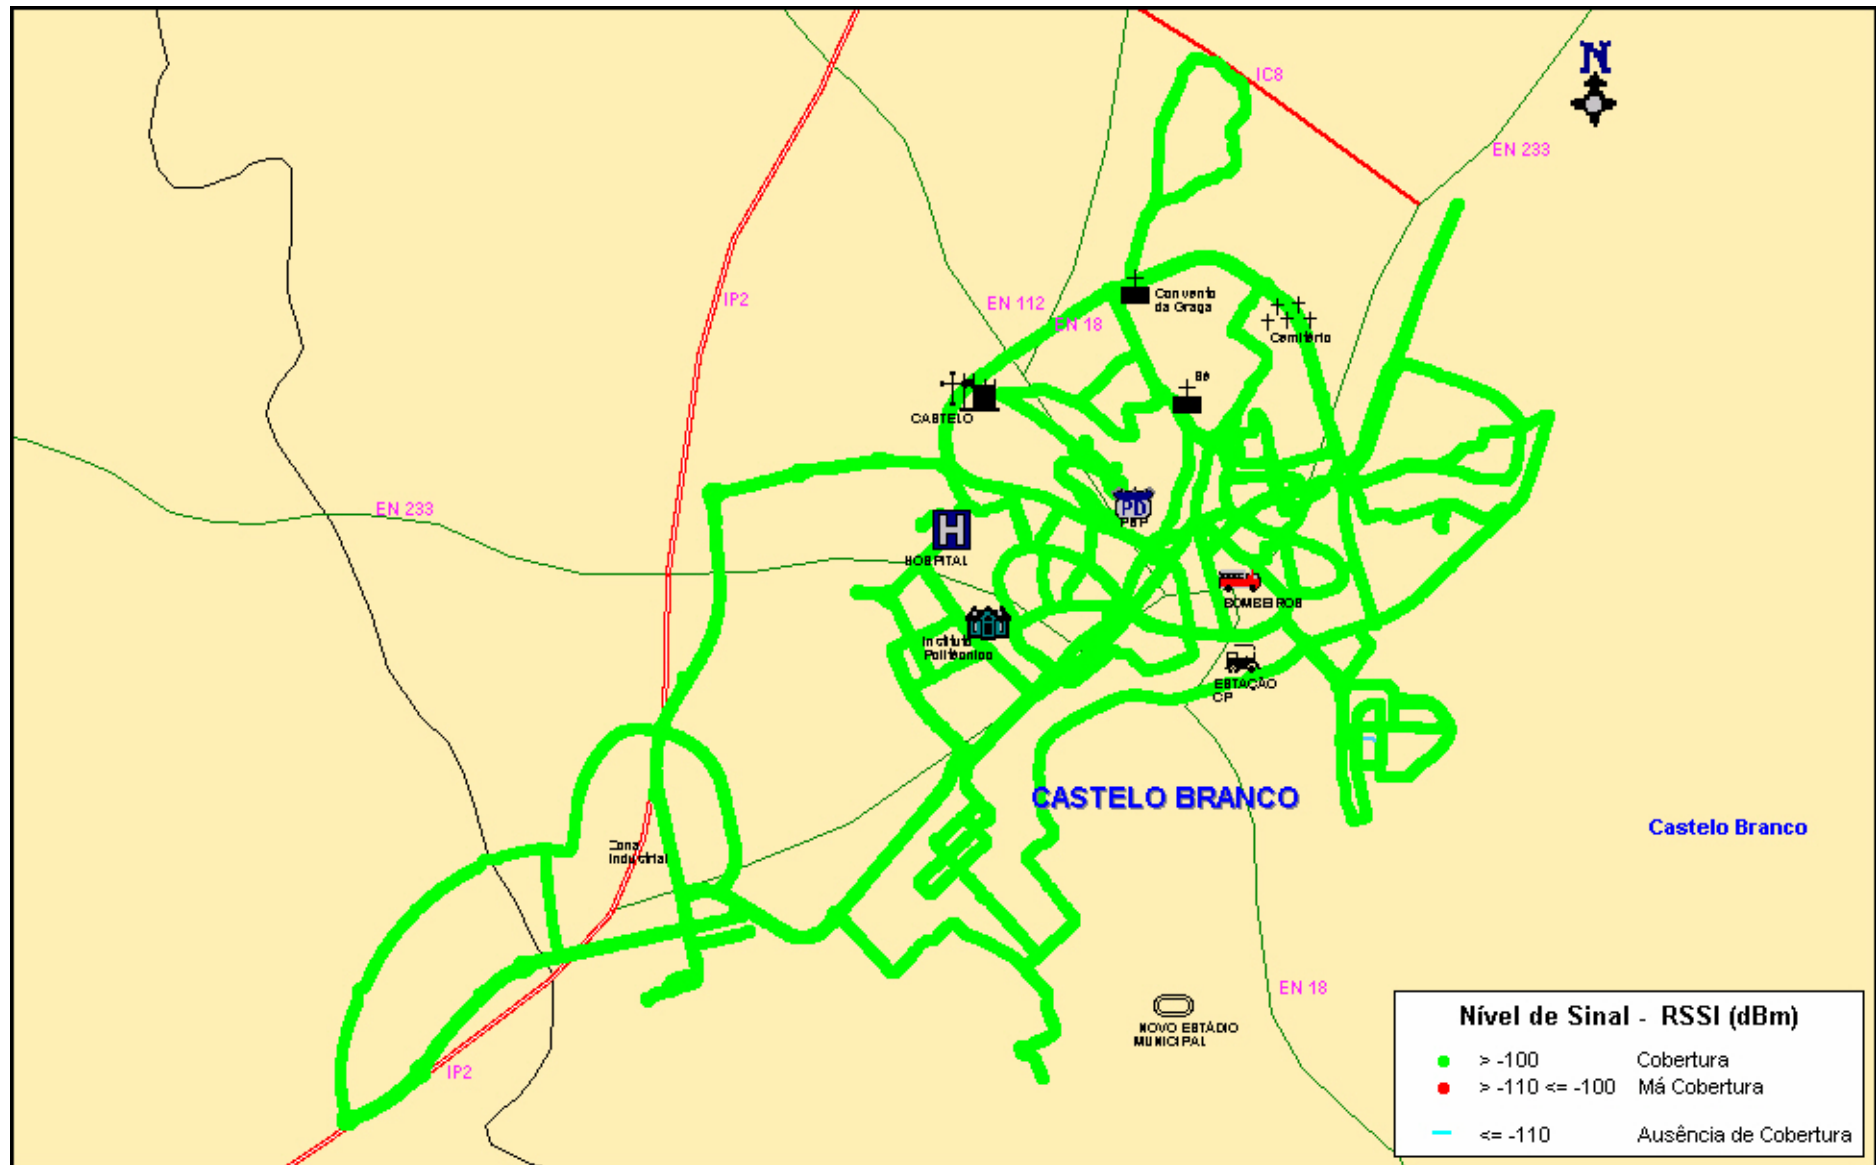 N
IC8
EN 233
IP2
EN 112
EN 18
Convento
da Graça
Cemitério
Sé
CASTELO
EN 233
PSP
H
HOSPITAL
BOMBEIROS
Instituto
Politécnico
ESTAÇÃO
CP
CASTELO BRANCO
Castelo Branco
Zona
Industrial
EN 18
NOVO ESTÁDIO
MUNICIPAL
IP2
Nível de Sinal - RSSI (dBm)
> -100 Cobertura
> -110 <= -100 Má Cobertura
<= -110 Ausência de Cobertura